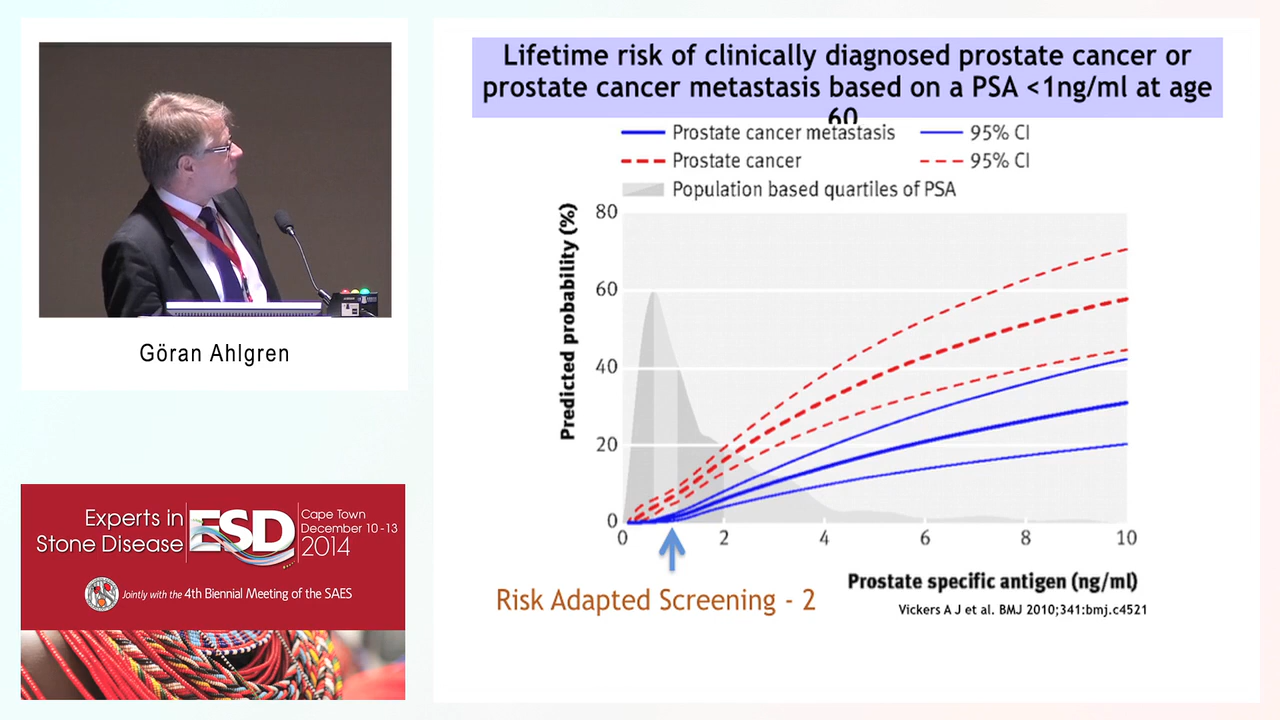 Göran Ahlgren
Experts in
Stone Disease
ESD
Cape Town
December 10-13
2014
Jointly with the 4th Biennial Meeting of the SAES
Lifetime risk of clinically diagnosed prostate cancer or
prostate cancer metastasis based on a PSA <1ng/ml at age
60
Prostate cancer metastasis
95% CI
Prostate cancer
95% CI
Population based quartiles of PSA
Predicted probability (%)
80
60
40
20
0
0 2 4 6 8 10
Prostate specific antigen (ng/ml)
Risk Adapted Screening - 2
Vickers A J et al. BMJ 2010;341:bmj.c4521